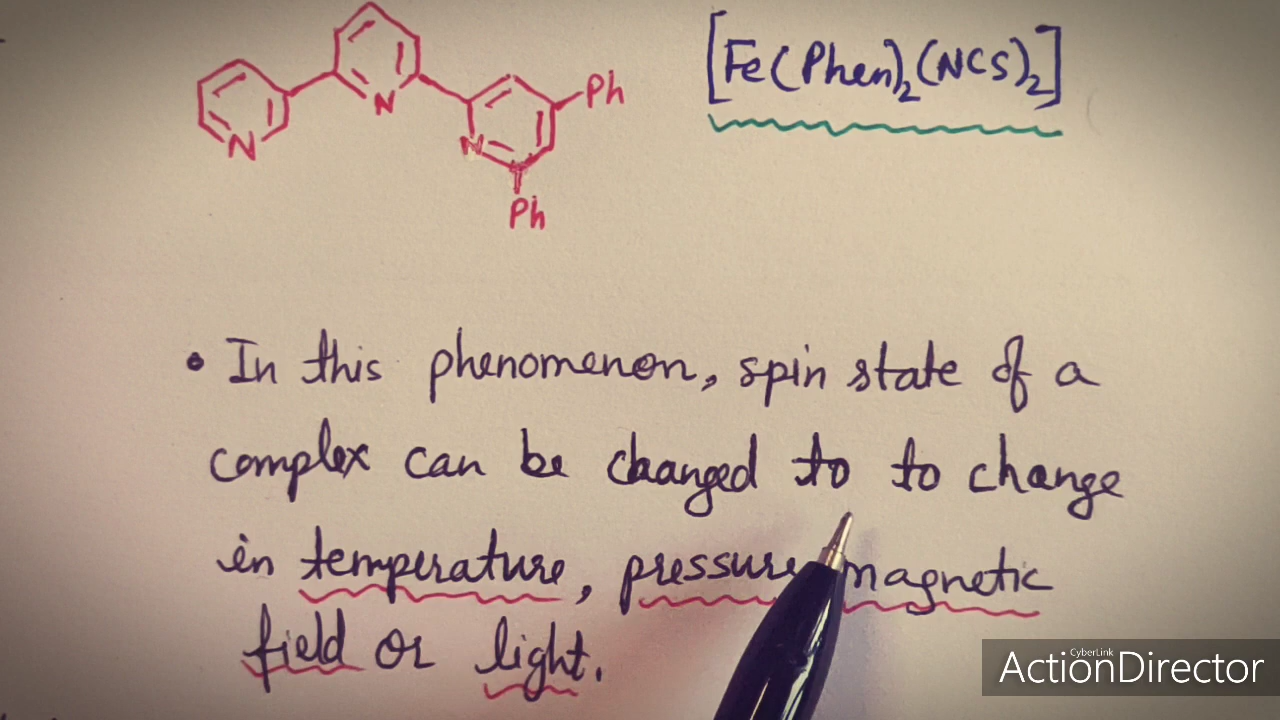 Ph
[Fe(Phen)₂(NCS)₂]
N
N
N
Ph
• In this phenomenon, spin state of a
complex can be changed to to change
in temperature, pressure magnetic
field or light.
CyberLink
ActionDirector